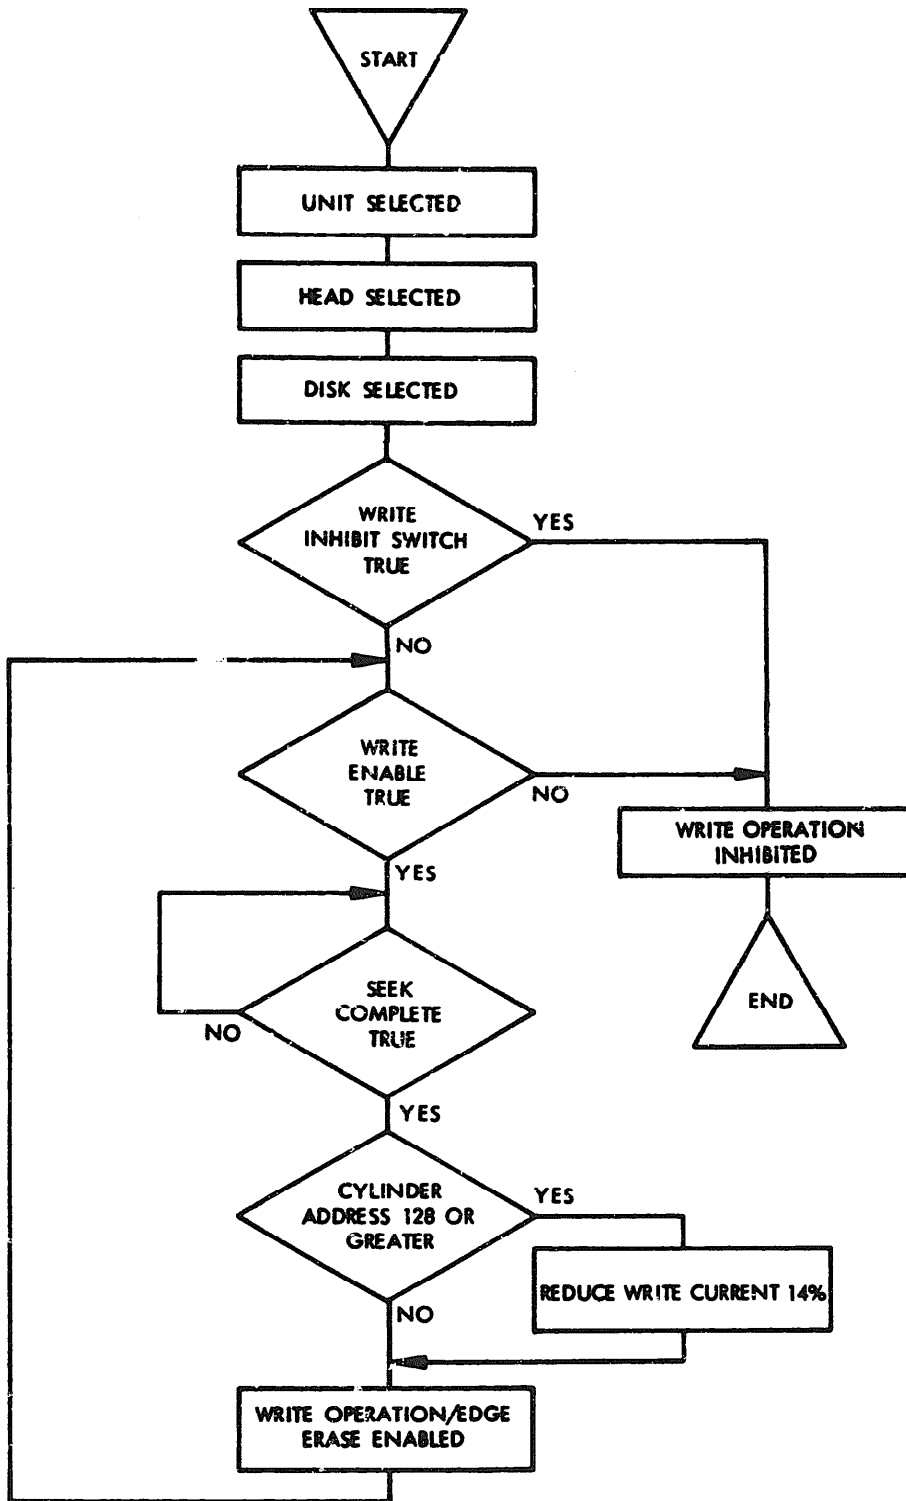 START
UNIT SELECTED
HEAD SELECTED
DISK SELECTED
WRITE
INHIBIT SWITCH
TRUE
YES
NO
WRITE
ENABLE
TRUE
NO
YES
WRITE OPERATION
INHIBITED
END
SEEK
COMPLETE
TRUE
NO
YES
CYLINDER
ADDRESS 128 OR
GREATER
YES
NO
REDUCE WRITE CURRENT 14%
WRITE OPERATION/EDGE
ERASE ENABLED